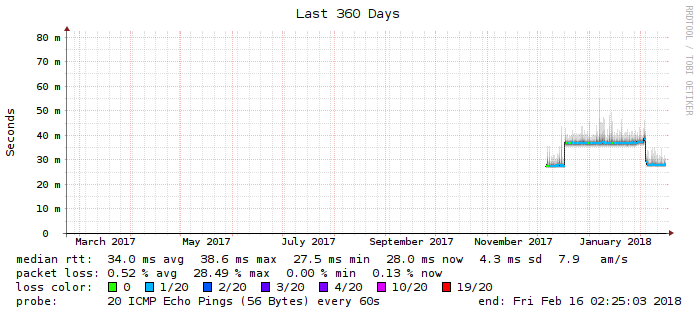 Last 360 Days
RRDTOOL / TOBI OETIKER
Seconds
80 m
70 m
60 m
50 m
40 m
30 m
20 m
10 m
0
March 2017 May 2017 July 2017 September 2017 November 2017 January 2018
median rtt: 34.0 ms avg 38.6 ms max 27.5 ms min 28.0 ms now 4.3 ms sd 7.9 am/s
packet loss: 0.52 % avg 28.49 % max 0.00 % min 0.13 % now
loss color: 0 1/20 2/20 3/20 4/20 10/20 19/20
probe: 20 ICMP Echo Pings (56 Bytes) every 60s end: Fri Feb 16 02:25:03 2018